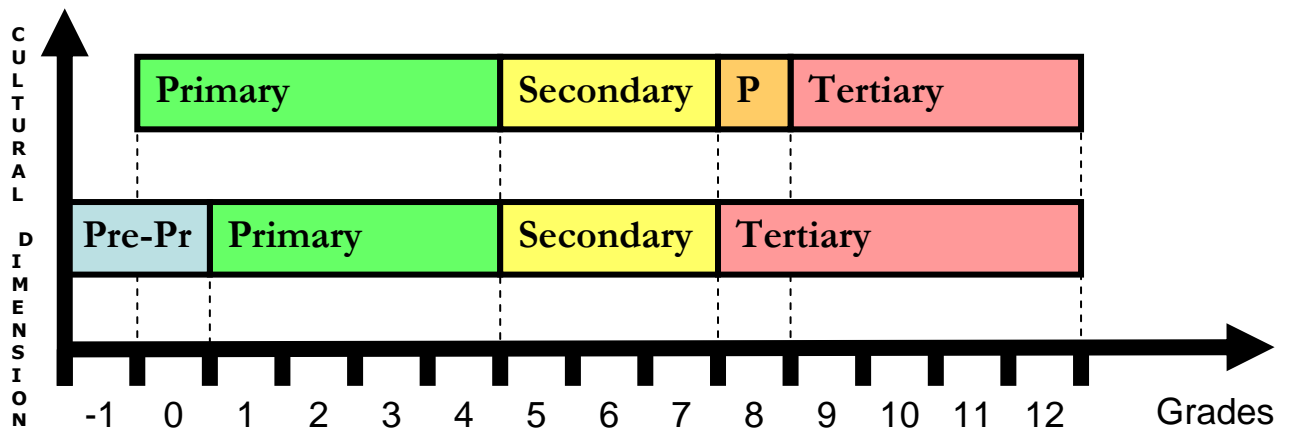 CULTURAL DIMENSION
Primary Secondary P Tertiary
Pre-Pr Primary Secondary Tertiary
-1 0 1 2 3 4 5 6 7 8 9 10 11 12 Grades